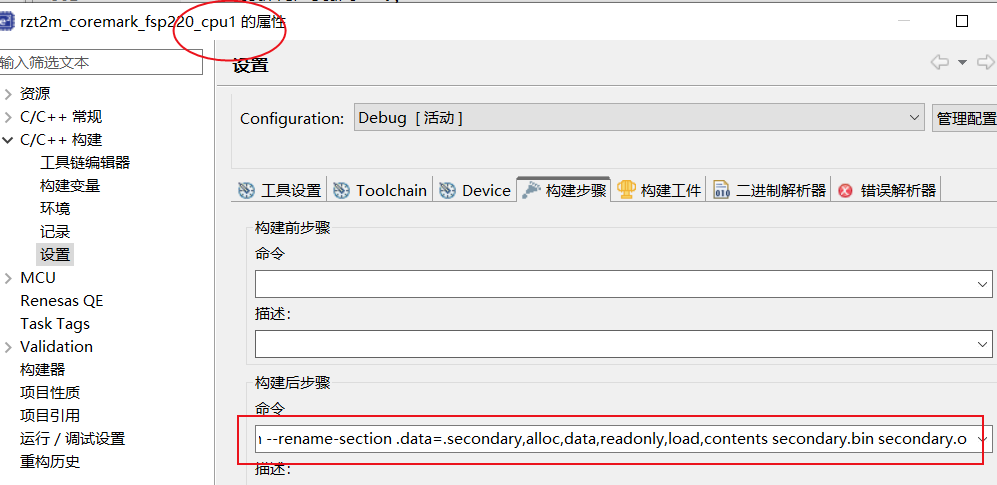 rzt2m_coremark_fsp220_cpu1 的属性
输入筛选文本
资源
C/C++ 常规
C/C++ 构建
工具链编辑器
构建变量
环境
记录
设置
MCU
Renesas QE
Task Tags
Validation
构建器
项目性质
项目引用
运行 / 调试设置
重构历史
设置
Configuration:
Debug [ 活动 ]
管理配置
工具设置
Toolchain
Device
构建步骤
构建工件
二进制解析器
错误解析器
构建前步骤
命令
描述:
构建后步骤
命令
--rename-section .data=.secondary,alloc,data,readonly,load,contents secondary.bin secondary.o
描述: